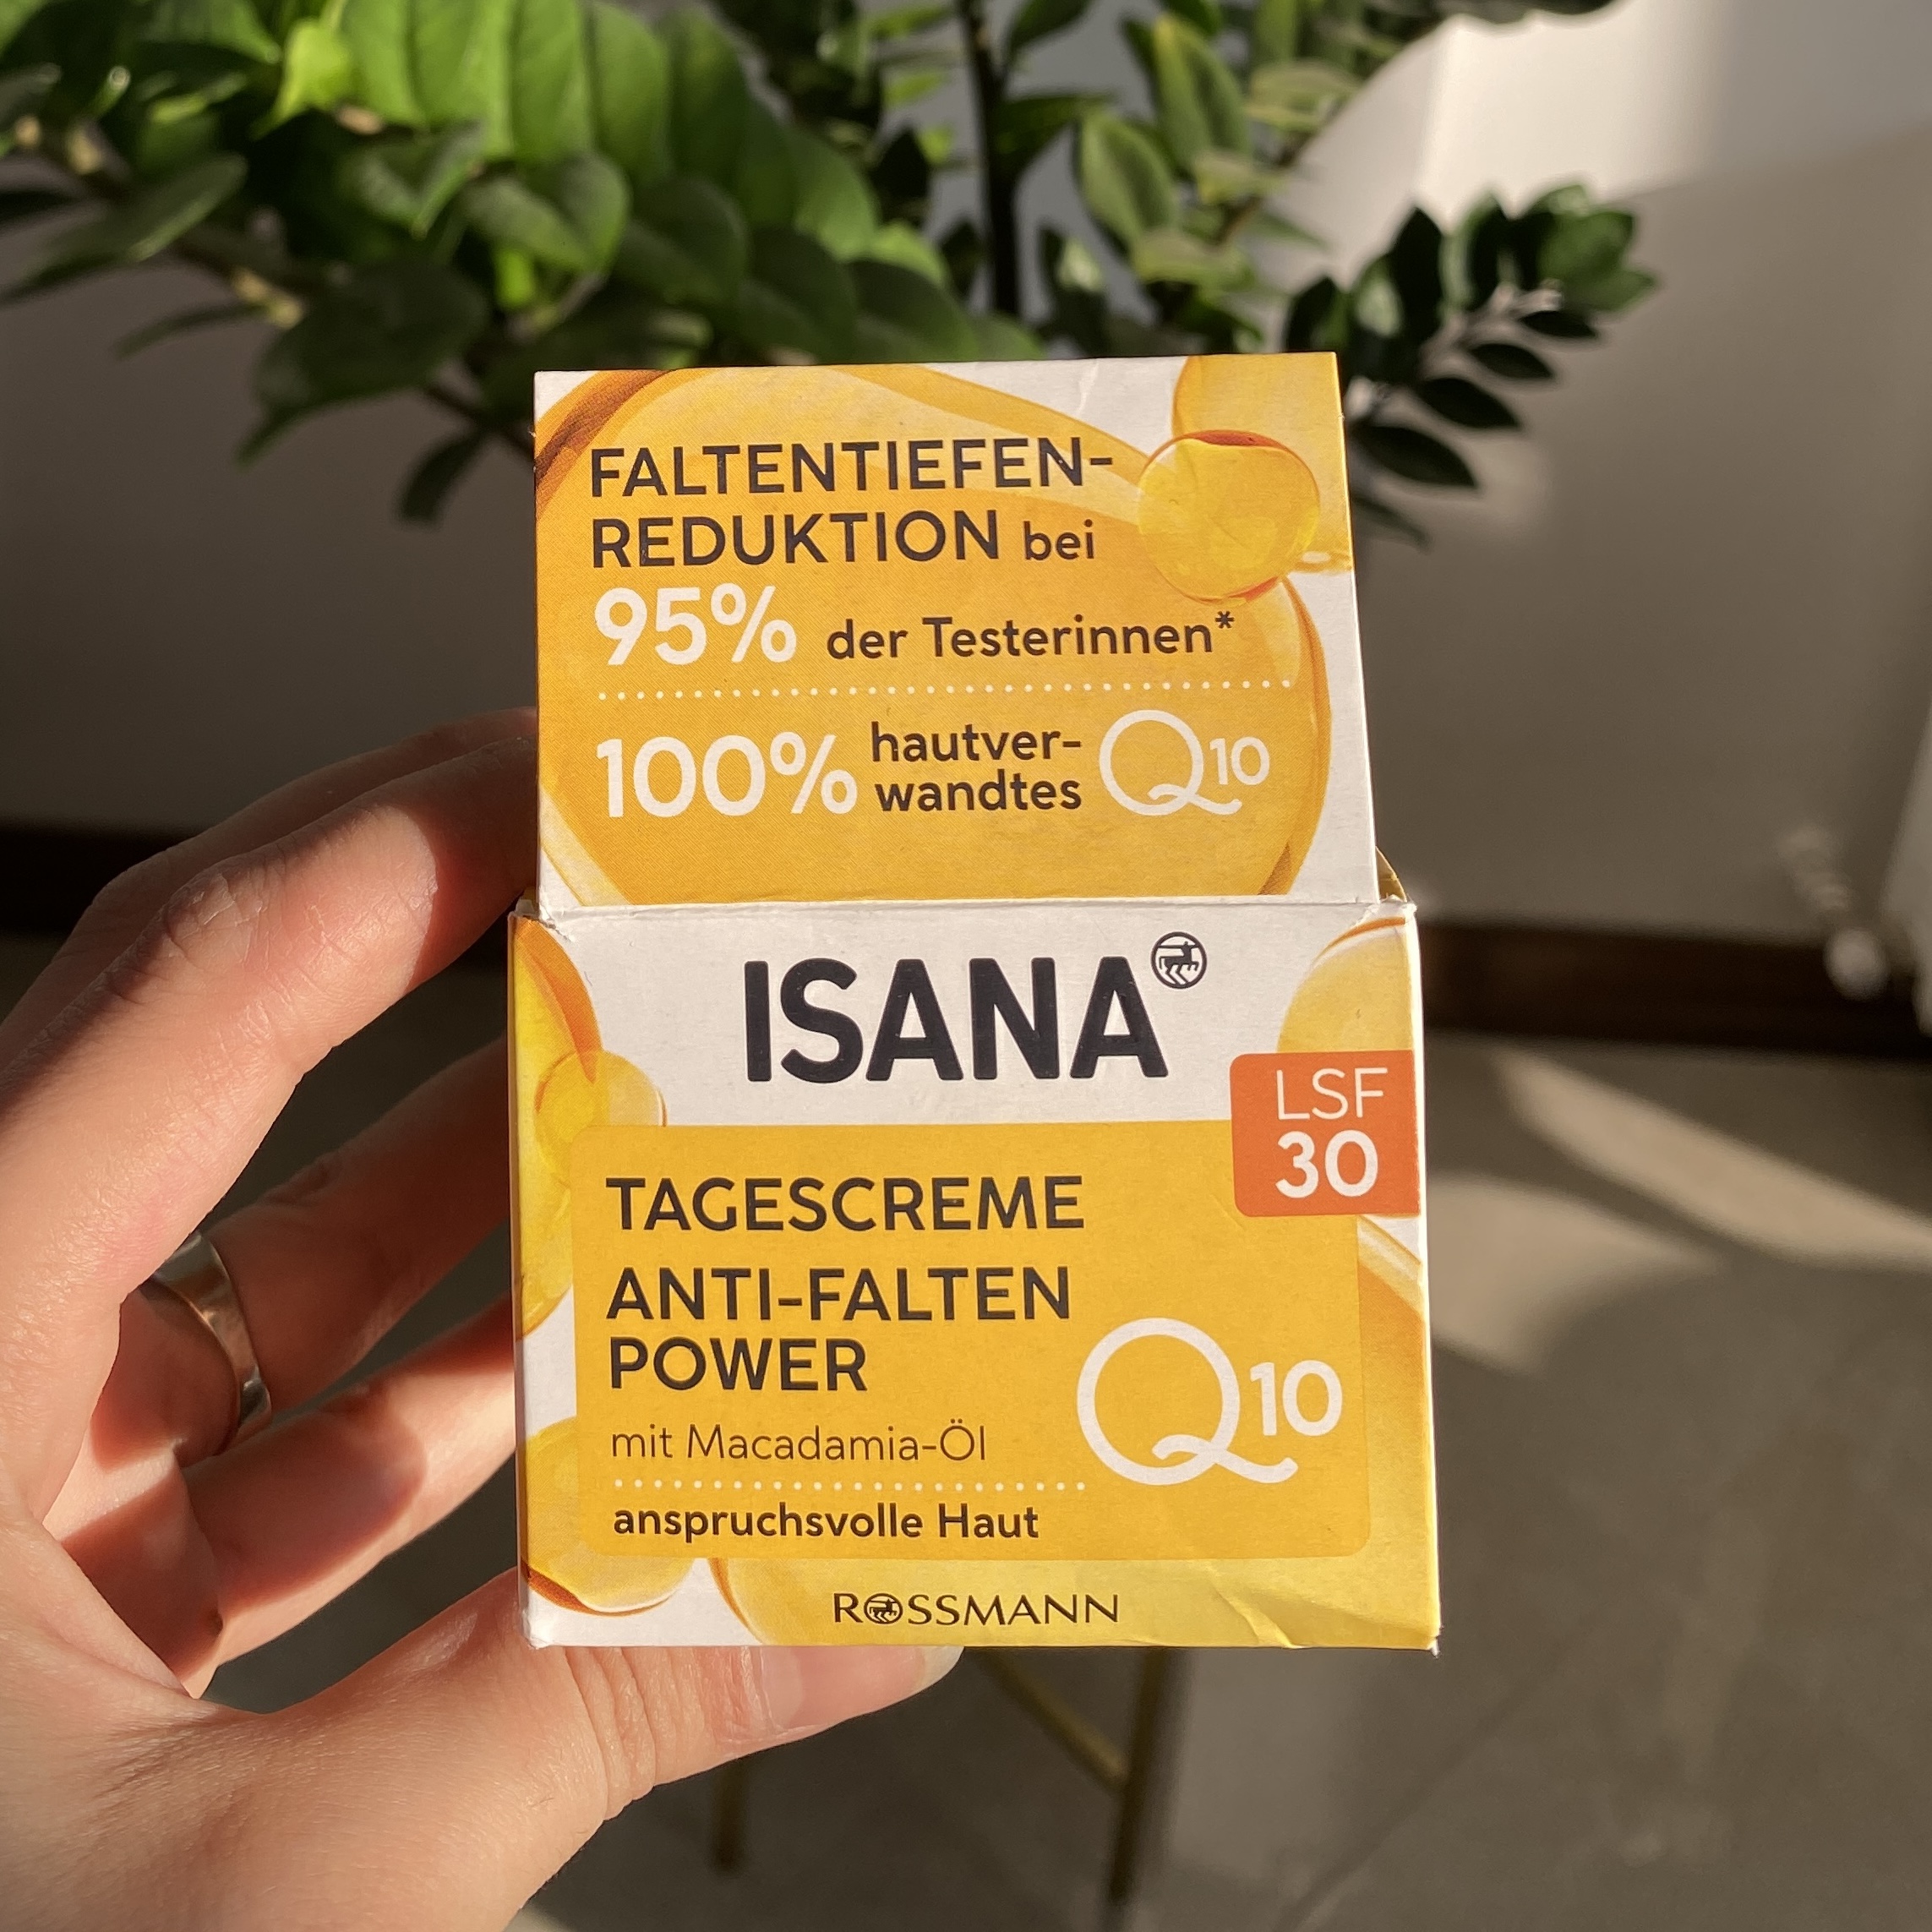 FALTENTIEFEN-
REDUKTION bei
95% der Testerinnen*
100% hautver-
wandtes Q10
ISANA
LSF
30
TAGESCREME
ANTI-FALTEN
POWER
Q10
mit Macadamia-Öl
anspruchsvolle Haut
ROSSMANN